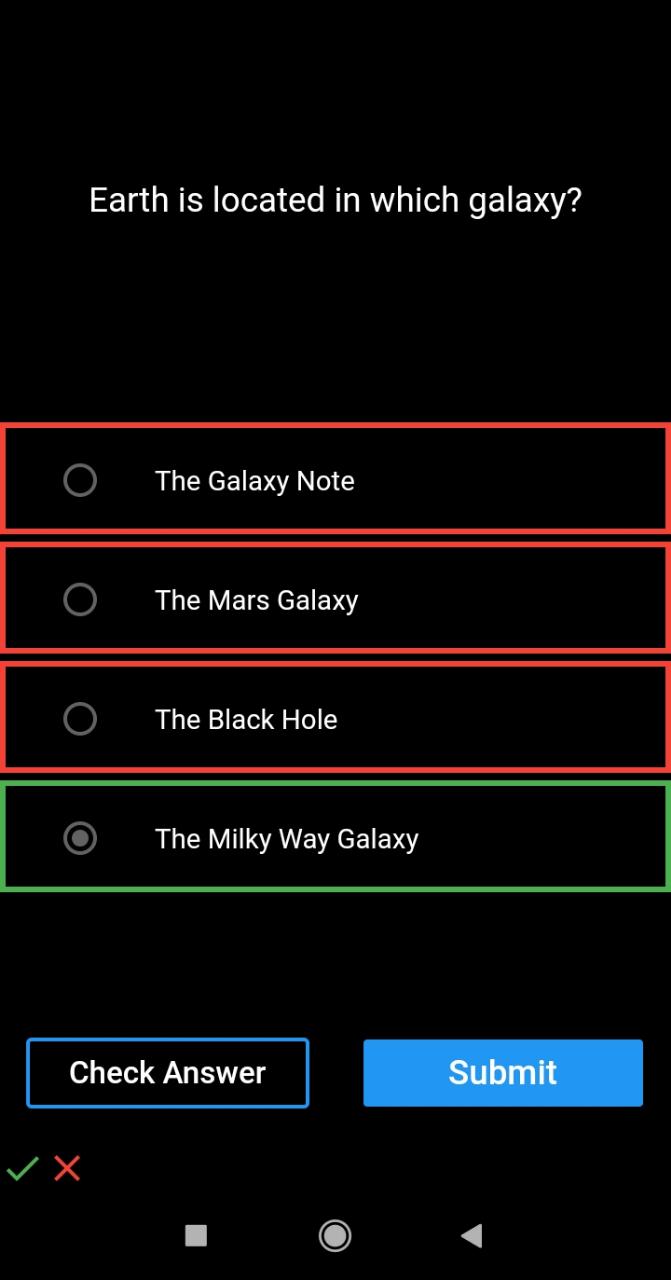 Earth is located in which galaxy?
The Galaxy Note
The Mars Galaxy
The Black Hole
The Milky Way Galaxy
Check Answer
Submit